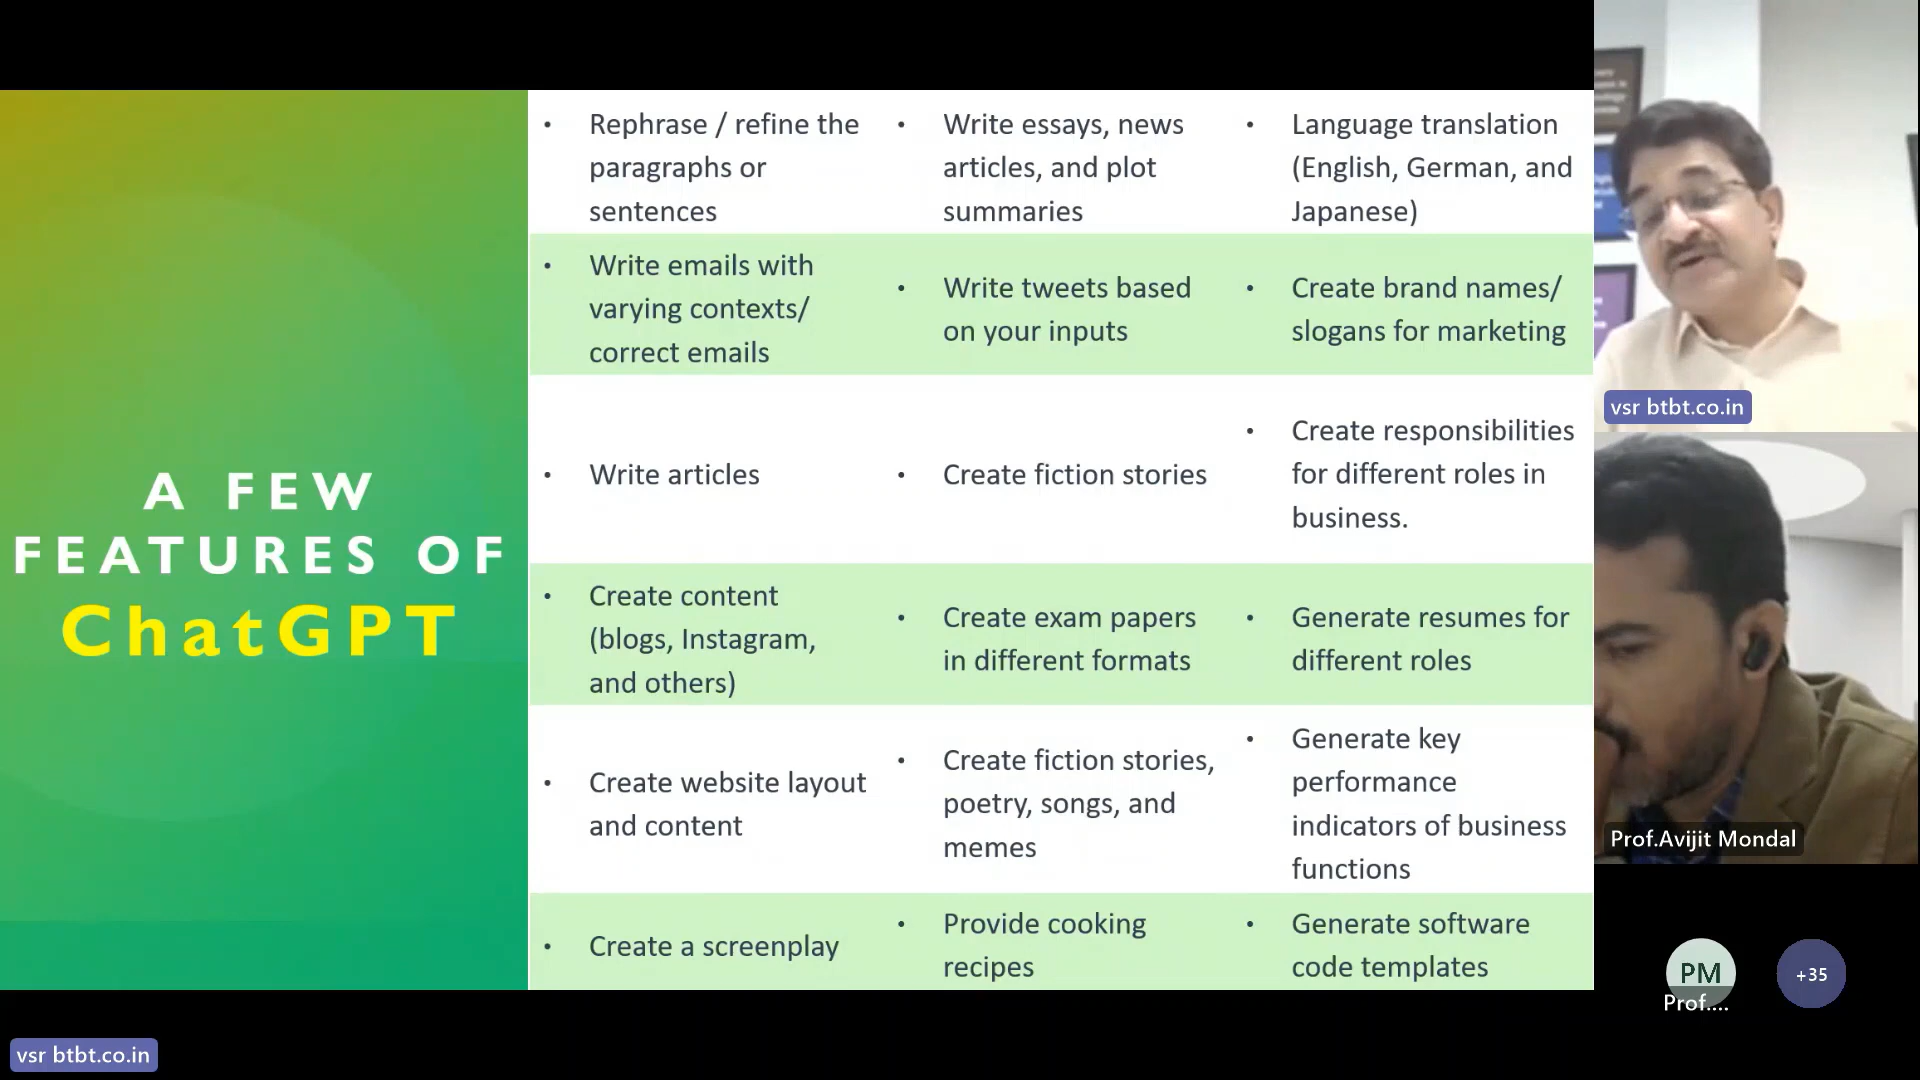 A FEW
FEATURES OF
ChatGPT
• Rephrase / refine the
paragraphs or
sentences
• Write essays, news
articles, and plot
summaries
• Language translation
(English, German, and
Japanese)
• Write emails with
varying contexts/
correct emails
• Write tweets based
on your inputs
• Create brand names/
slogans for marketing
• Write articles
• Create fiction stories
• Create responsibilities
for different roles in
business.
• Create content
(blogs, Instagram,
and others)
• Create exam papers
in different formats
• Generate resumes for
different roles
• Create website layout
and content
• Create fiction stories,
poetry, songs, and
memes
• Generate key
performance
indicators of business
functions
• Create a screenplay
• Provide cooking
recipes
• Generate software
code templates
vsr btbt.co.in
Prof.Avijit Mondal
PM
Prof....
+35
vsr btbt.co.in